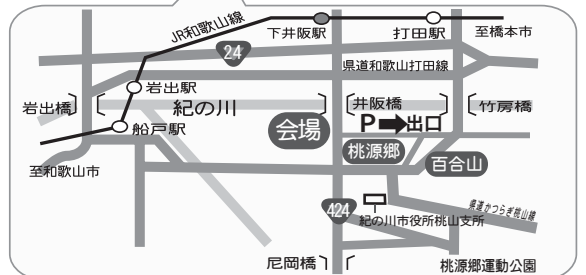 JR和歌山線
下井阪駅
打田駅
至橋本市
24
県道和歌山打田線
岩出駅
岩出橋
紀の川
井阪橋
竹房橋
船戸駅
会場
P
出口
桃源郷
百合山
至和歌山市
424
紀の川市役所桃山支所
県道かつらぎ桃山線
尼岡橋
桃源郷運動公園